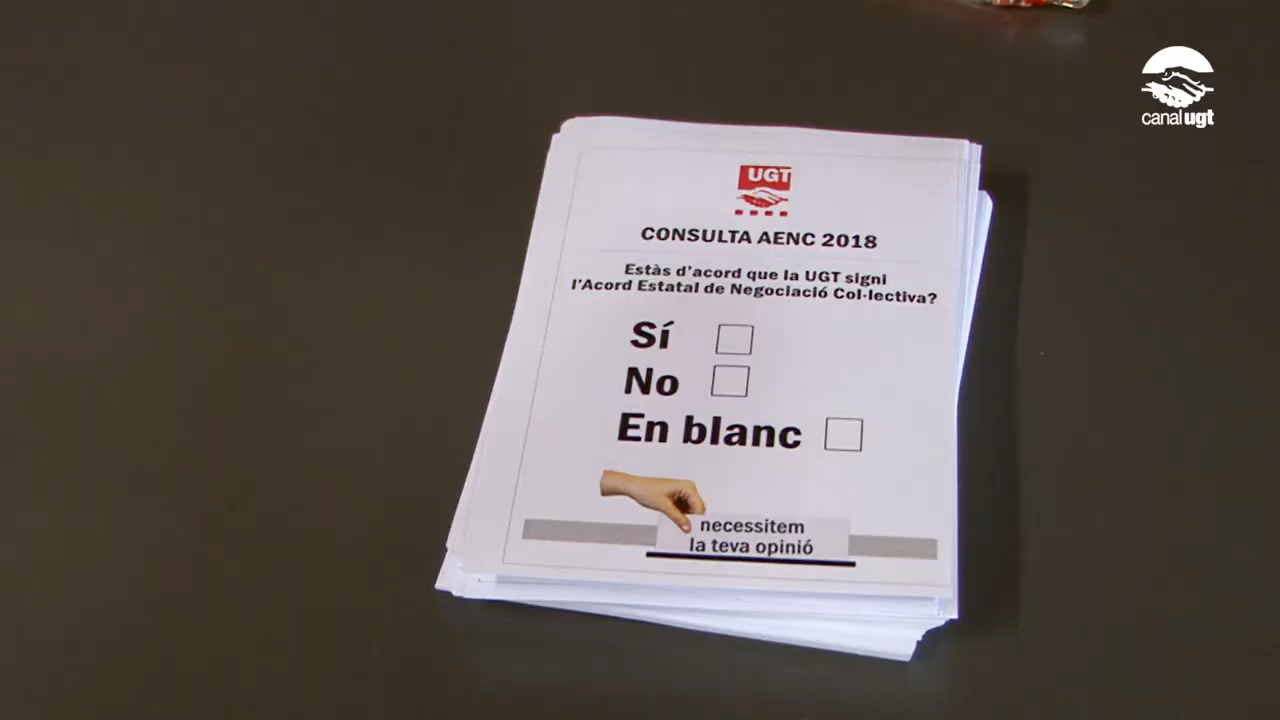 canalugt
UGT
CONSULTA AENC 2018
Estàs d'acord que la UGT signi
l'Acord Estatal de Negociació Col·lectiva?
Sí
No
En blanc
necessitem
la teva opinió